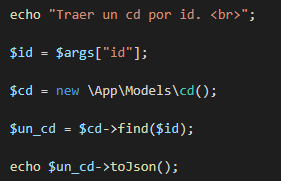 echo "Traer un cd por id. <br>";
$id = $args["id"];
$cd = new \App\Models\cd();
$un_cd = $cd->find($id);
echo $un_cd->toJson();